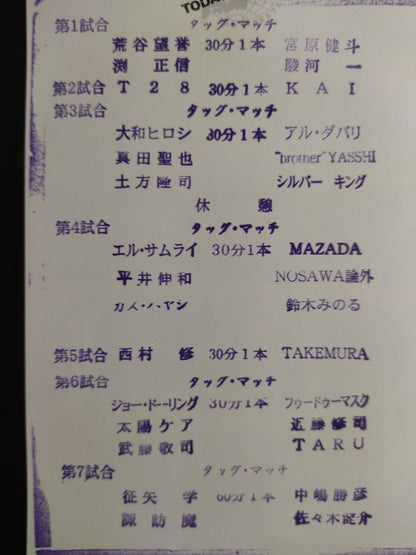 TODA
第1試合 タッグ・マッチ
荒谷望誉 30分1本 宮原健斗
渕 正信 駿河 一
第2試合 T28 30分1本 KAI
第3試合 タッグ・マッチ
大和ヒロシ 30分1本 アル・ダバリ
真田聖也 "brother"YASSHI
土方隆司 シルバー キング
休 憩
第4試合 タッグ・マッチ
エル・サムライ 30分1本 MAZADA
平井伸和 NOSAWA論外
カズ・ハヤシ 鈴木みのる
第5試合 西村 修 30分1本 TAKEMURA
第6試合 タッグ・マッチ
ジョー・ドーリング 30分1本 ブードゥーマスク
太陽ケア 近藤修司
武藤敬司 TARU
第7試合 タッグ・マッチ
征矢 学 60分1本 中嶋勝彦
諏訪魔 佐々木健介